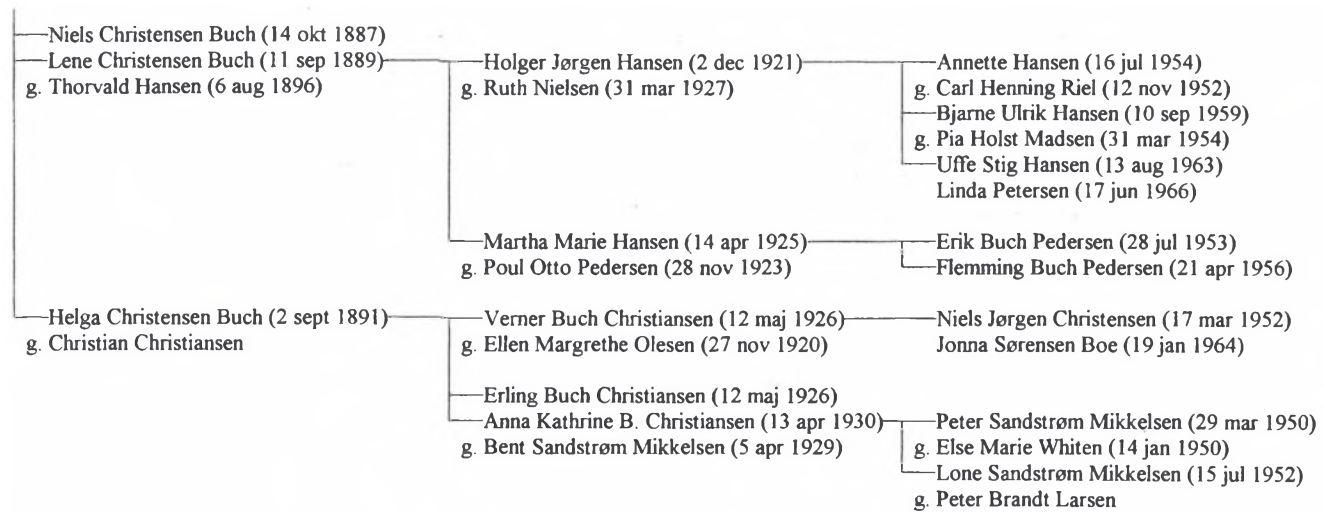 Niels Christensen Buch (14 okt 1887)
Lene Christensen Buch (11 sep 1889)
g. Thorvald Hansen (6 aug 1896)
Holger Jørgen Hansen (2 dec 1921)
g. Ruth Nielsen (31 mar 1927)
Annette Hansen (16 jul 1954)
g. Carl Henning Riel (12 nov 1952)
Bjarne Ulrik Hansen (10 sep 1959)
g. Pia Holst Madsen (31 mar 1954)
Uffe Stig Hansen (13 aug 1963)
Linda Petersen (17 jun 1966)
Martha Marie Hansen (14 apr 1925)
g. Poul Otto Pedersen (28 nov 1923)
Erik Buch Pedersen (28 jul 1953)
Flemming Buch Pedersen (21 apr 1956)
Helga Christensen Buch (2 sept 1891)
g. Christian Christiansen
Verner Buch Christiansen (12 maj 1926)
g. Ellen Margrethe Olesen (27 nov 1920)
Niels Jørgen Christensen (17 mar 1952)
Jonna Sørensen Boe (19 jan 1964)
Erling Buch Christiansen (12 maj 1926)
Anna Kathrine B. Christiansen (13 apr 1930)
g. Bent Sandstrøm Mikkelsen (5 apr 1929)
Peter Sandstrøm Mikkelsen (29 mar 1950)
g. Else Marie Whiten (14 jan 1950)
Lone Sandstrøm Mikkelsen (15 jul 1952)
g. Peter Brandt Larsen